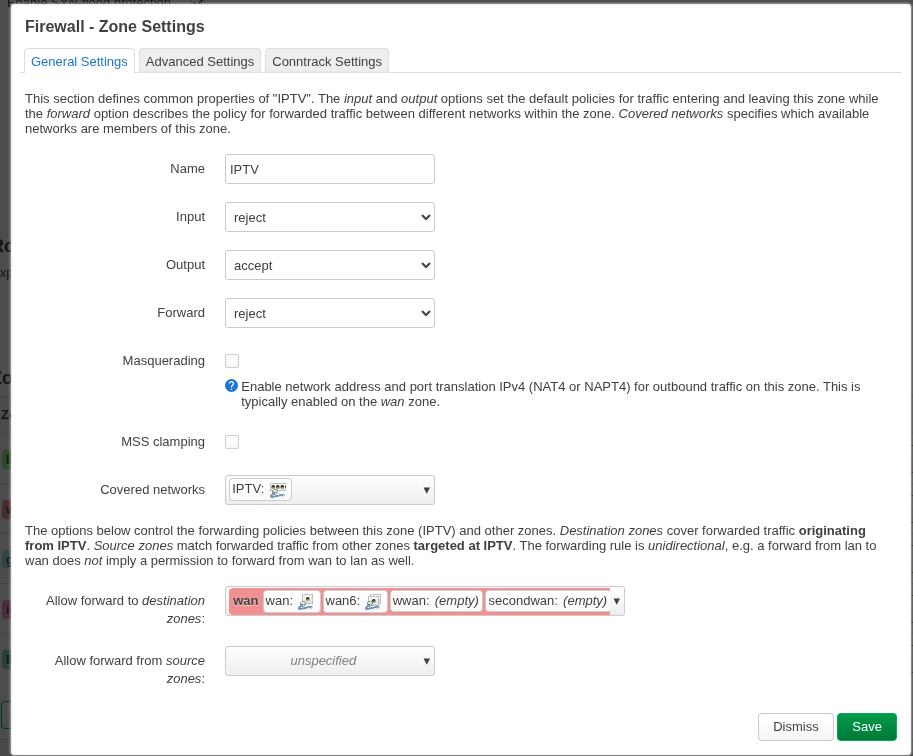 Firewall - Zone Settings
General Settings Advanced Settings Conntrack Settings
This section defines common properties of "IPTV". The input and output options set the default policies for traffic entering and leaving this zone while
the forward option describes the policy for forwarded traffic between different networks within the zone. Covered networks specifies which available
networks are members of this zone.
Name IPTV
Input reject
Output accept
Forward reject
Masquerading
Enable network address and port translation IPv4 (NAT4 or NAPT4) for outbound traffic on this zone. This is
typically enabled on the wan zone.
MSS clamping
Covered networks IPTV:
The options below control the forwarding policies between this zone (IPTV) and other zones. Destination zones cover forwarded traffic originating
from IPTV. Source zones match forwarded traffic from other zones targeted at IPTV. The forwarding rule is unidirectional, e.g. a forward from lan to
wan does not imply a permission to forward from wan to lan as well.
Allow forward to destination wan wan: wan6: wwan: (empty) secondwan: (empty)
zones:
Allow forward from source unspecified
zones:
Dismiss Save